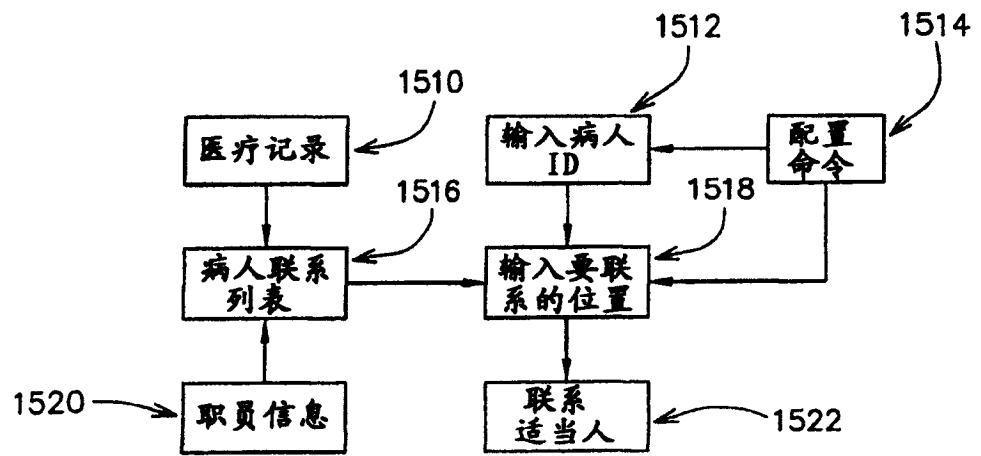 1512
1514
1510
医疗记录
输入病人
ID
配置
命令
1516
1518
病人联系
列表
输入要联
系的位置
1520
职员信息
联系
适当人
1522